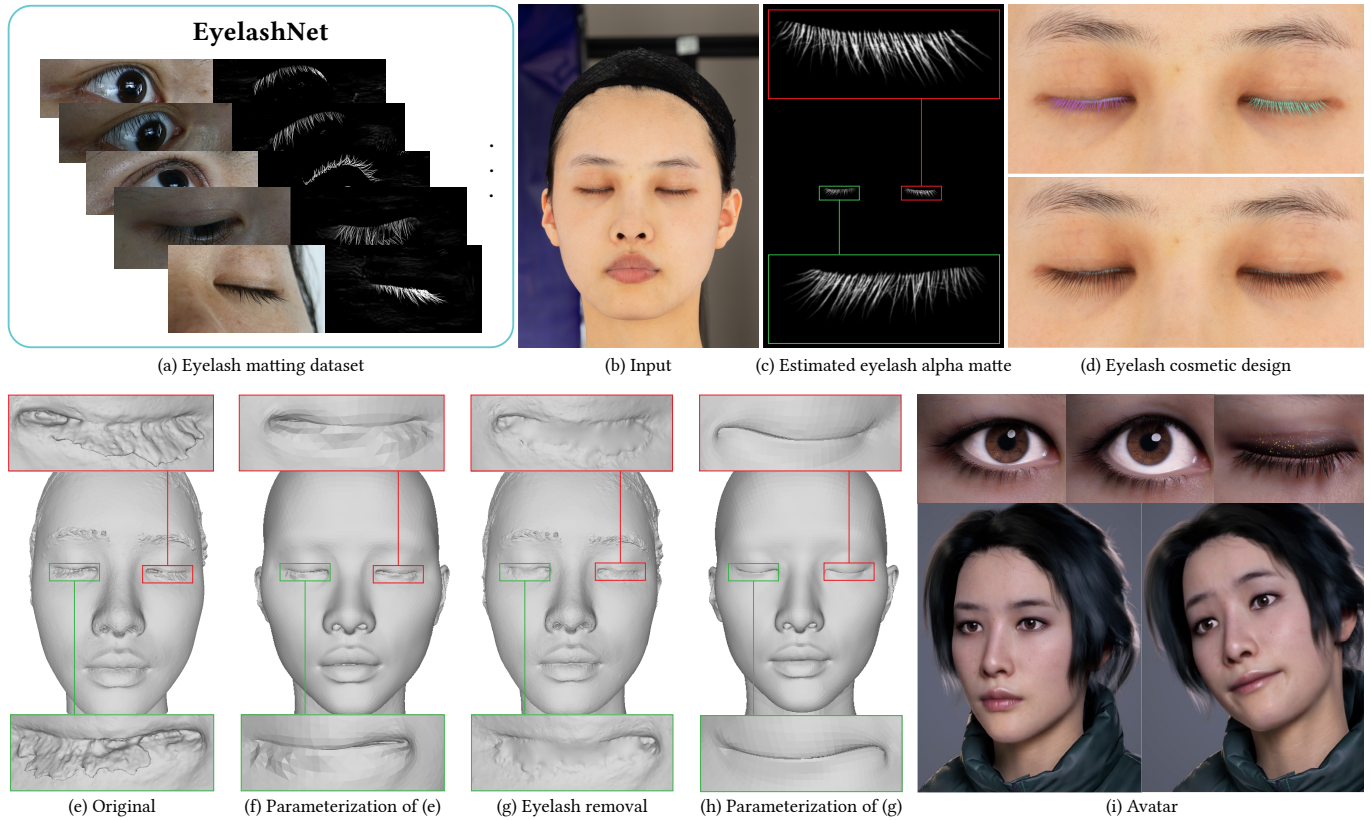 EyelashNet
(a) Eyelash matting dataset
(b) Input
(c) Estimated eyelash alpha matte
(d) Eyelash cosmetic design
(e) Original
(f) Parameterization of (e)
(g) Eyelash removal
(h) Parameterization of (g)
(i) Avatar